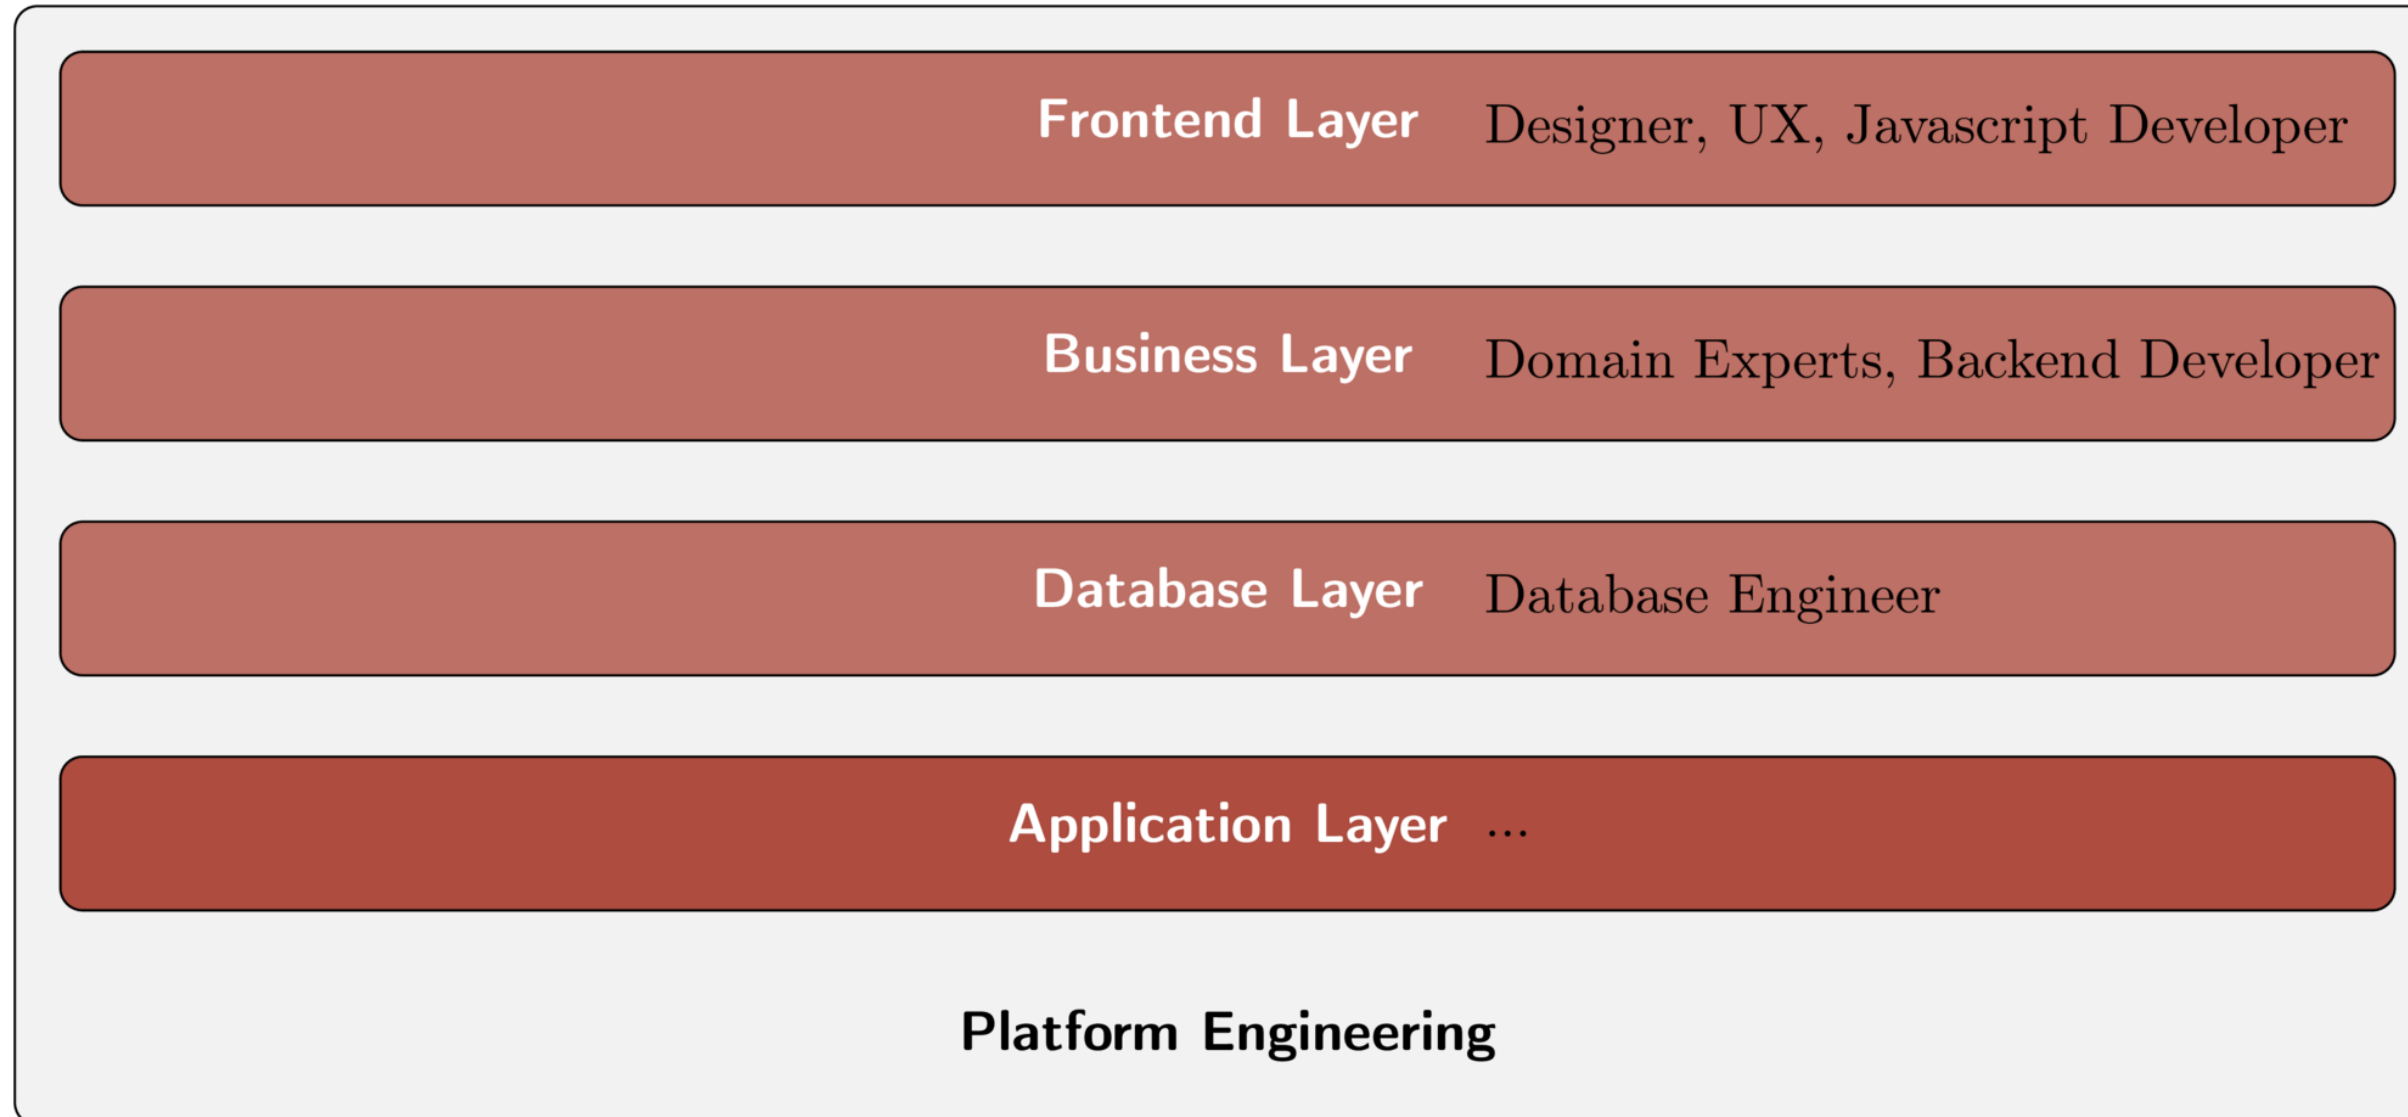 Frontend Layer Designer, UX, Javascript Developer
Business Layer Domain Experts, Backend Developer
Database Layer Database Engineer
Application Layer ...
Platform Engineering